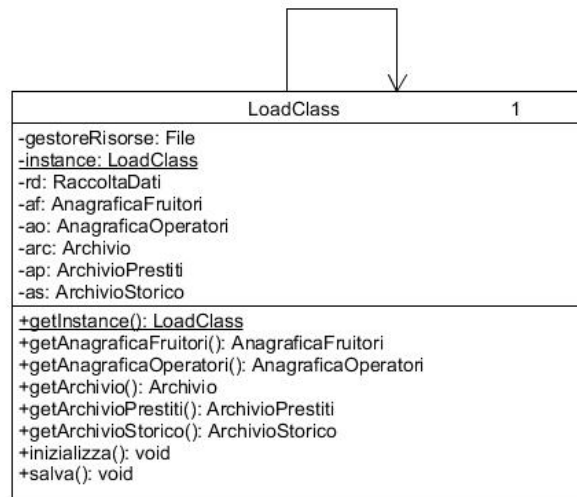 LoadClass 1
-gestoreRisorse: File
-instance: LoadClass
-rd: RaccoltaDati
-af: AnagraficaFruitori
-ao: AnagraficaOperatori
-arc: Archivio
-ap: ArchivioPrestiti
-as: ArchivioStorico
+getInstance(): LoadClass
+getAnagraficaFruitori(): AnagraficaFruitori
+getAnagraficaOperatori(): AnagraficaOperatori
+getArchivio(): Archivio
+getArchivioPrestiti(): ArchivioPrestiti
+getArchivioStorico(): ArchivioStorico
+inizializza(): void
+salva(): void